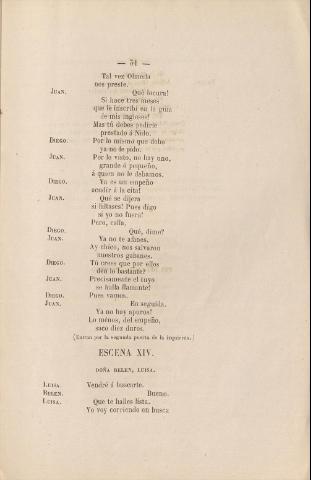 — 51 —
Tal vez Olmeda
nos preste.
JUAN. Qué locura!
Si hace tres meses
que le inscribí en la guia
de mis ingleses!
Mas tú debes pedirle
prestado á Nido.
DIEGO. Por lo mismo que debo
ya no le pido.
JUAN. Por lo visto, no hay uno,
grande ó pequeño,
á quien no le debamos.
DIEGO. Ya es un empeño
acudir á la cita!
JUAN. Qué se dijera
si faltases! Pues digo
si yo no fuera!
Pero, calla.
DIEGO. Qué, dime?
JUAN. Ya no te afanes.
Ay chico, nos salvaron
nuestros gabanes.
DIEGO. Tú crees que por ellos
den lo bastante?
JUAN. Precisamente el tuyo
se halla flamante!
DIEGO. Pues vamos.
JUAN. En seguida.
Ya no hay apuros!
Lo menos, del empeño,
saco diez duros.
(Entran por la segunda puerta de la izquierda.)
ESCENA XIV.
DOÑA BELEN, LUISA.
LUISA. Vendré á buscarte.
BELEN. Bueno.
LUISA. Que te halles lista.
Yo voy corriendo en busca